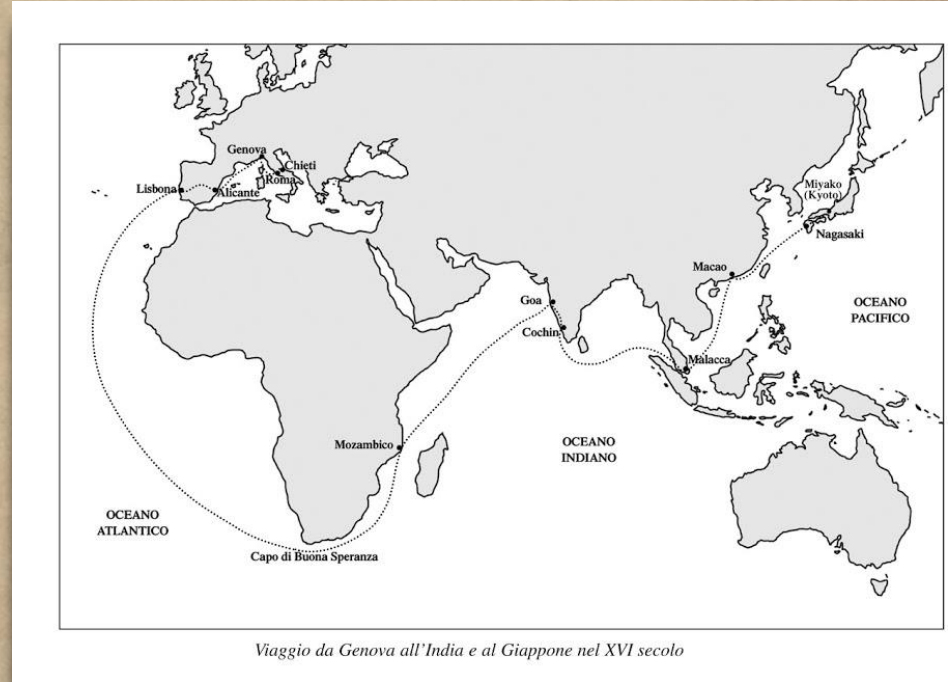 Genova
Chieti
Roma
Lisbona
Alicante
Miyako
(Kyoto)
Nagasaki
Macao
Goa
OCEANO
PACIFICO
Cochin
Malacca
Mozambico
OCEANO
INDIANO
OCEANO
ATLANTICO
Capo di Buona Speranza
Viaggio da Genova all'India e al Giappone nel XVI secolo